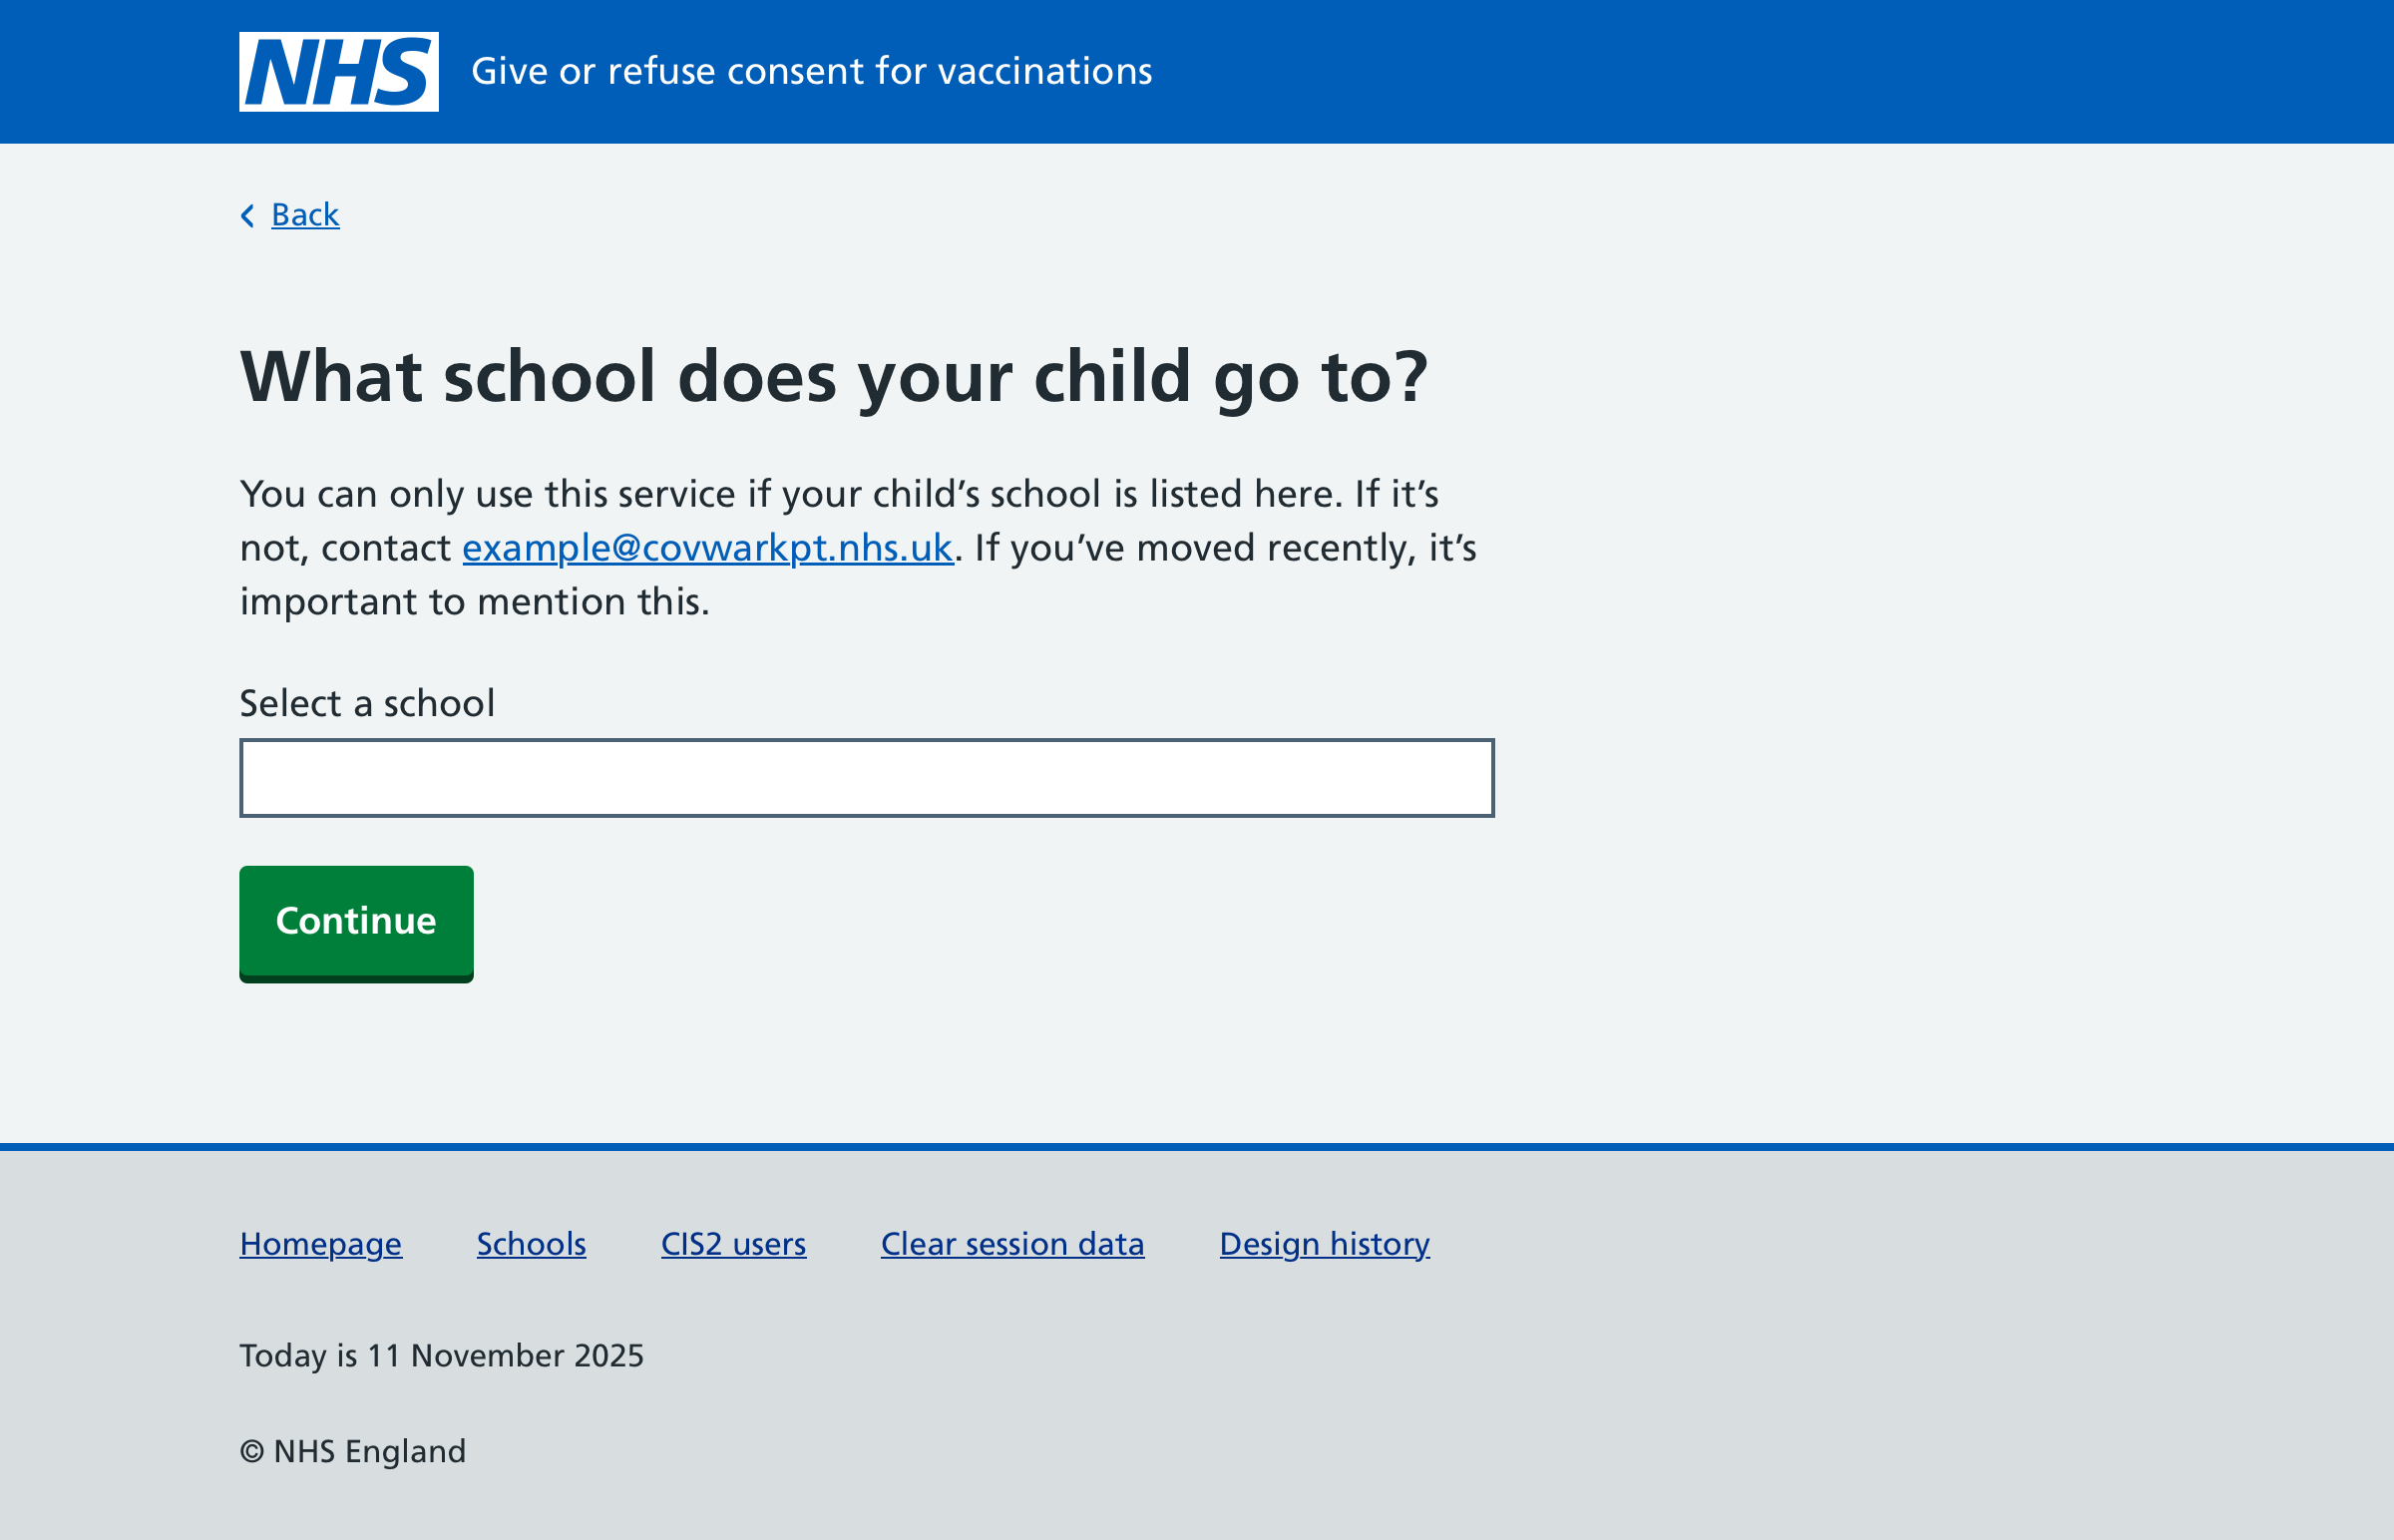 NHS Give or refuse consent for vaccinations
Back
What school does your child go to?
You can only use this service if your child’s school is listed here. If it’s
not, contact example@covwarkpt.nhs.uk. If you’ve moved recently, it’s
important to mention this.
Select a school
Continue
Homepage Schools CIS2 users Clear session data Design history
Today is 11 November 2025
© NHS England